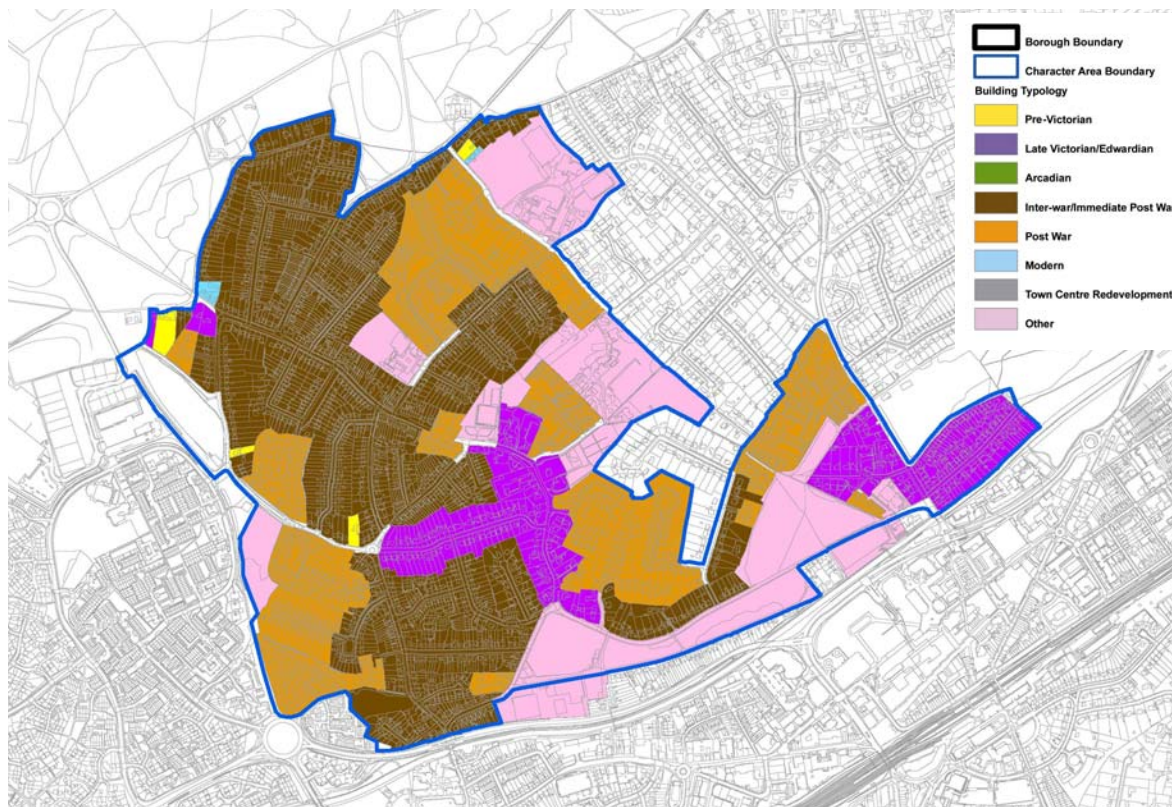 Borough Boundary
Character Area Boundary
Building Typology
Pre-Victorian
Late Victorian/Edwardian
Arcadian
Inter-war/Immediate Post Wa
Post War
Modern
Town Centre Redevelopment
Other